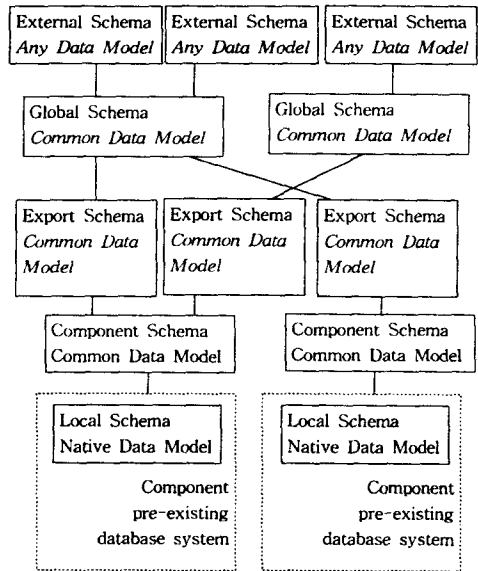 External Schema
Any Data Model
External Schema
Any Data Model
External Schema
Any Data Model
Global Schema
Common Data Model
Global Schema
Common Data Model
Export Schema
Common Data
Model
Export Schema
Common Data
Model
Export Schema
Common Data
Model
Component Schema
Common Data Model
Component Schema
Common Data Model
Local Schema
Native Data Model
Component
pre-existing
database system
Local Schema
Native Data Model
Component
pre-existing
database system